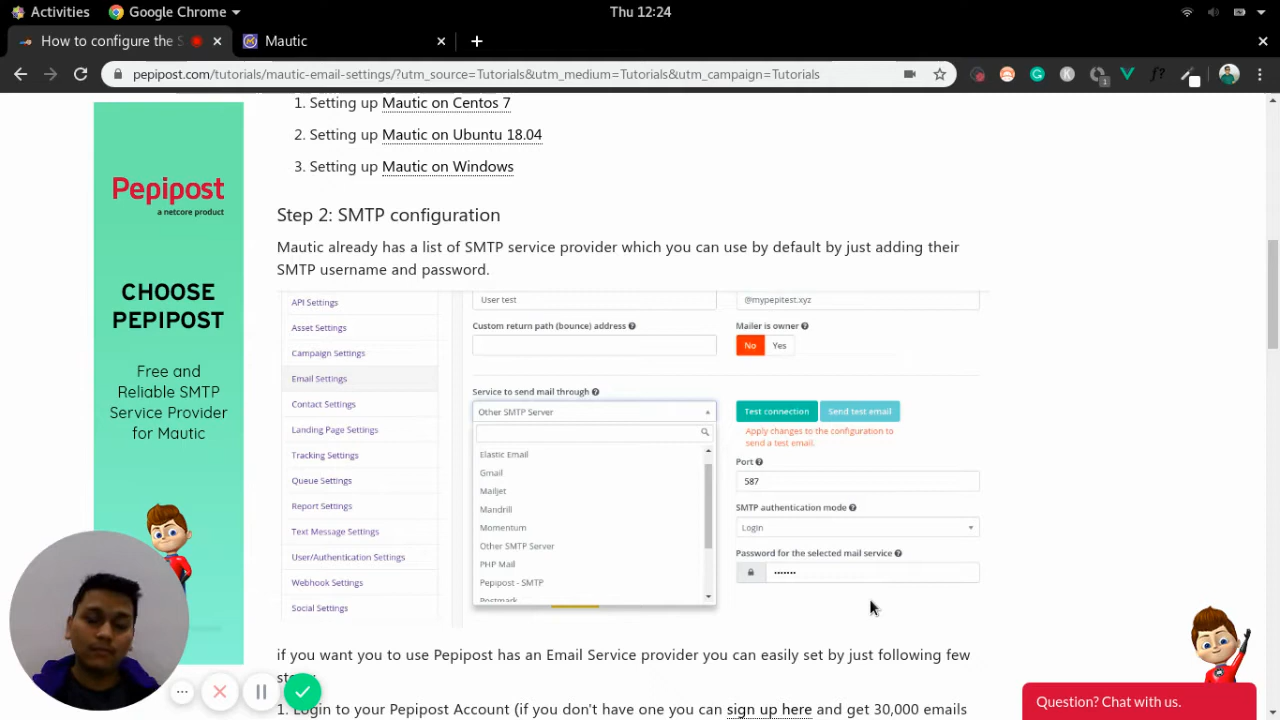 Activities
Google Chrome
Thu 12:24
How to configure the S
Mautic
pepipost.com/tutorials/mautic-email-settings/?utm_source=Tutorials&utm_medium=Tutorials&utm_campaign=Tutorials
Pepipost
a netcore product
CHOOSE
PEPIPOST
Free and
Reliable SMTP
Service Provider
for Mautic
1. Setting up Mautic on Centos 7
2. Setting up Mautic on Ubuntu 18.04
3. Setting up Mautic on Windows
Step 2: SMTP configuration
Mautic already has a list of SMTP service provider which you can use by default by just adding their
SMTP username and password.
API Settings
Asset Settings
Campaign Settings
Email Settings
Contact Settings
Landing Page Settings
Tracking Settings
Queue Settings
Report Settings
Text Message Settings
User/Authentication Settings
Webhook Settings
Social Settings
User test
@mypepitest.xyz
Custom return path (bounce) address
Mailer is owner
No Yes
Service to send mail through
Other SMTP Server
Elastic Email
Gmail
Mailjet
Mandrill
Momentum
Other SMTP Server
PHP Mail
Pepipost - SMTP
Postmark
Test connection
Send test email
Apply changes to the configuration to
send a test email.
Port
587
SMTP authentication mode
Login
Password for the selected mail service
•••••••
if you want you to use Pepipost has an Email Service provider you can easily set by just following few
1. Login to your Pepipost Account (if you don't have one you can sign up here and get 30,000 emails
Question? Chat with us.